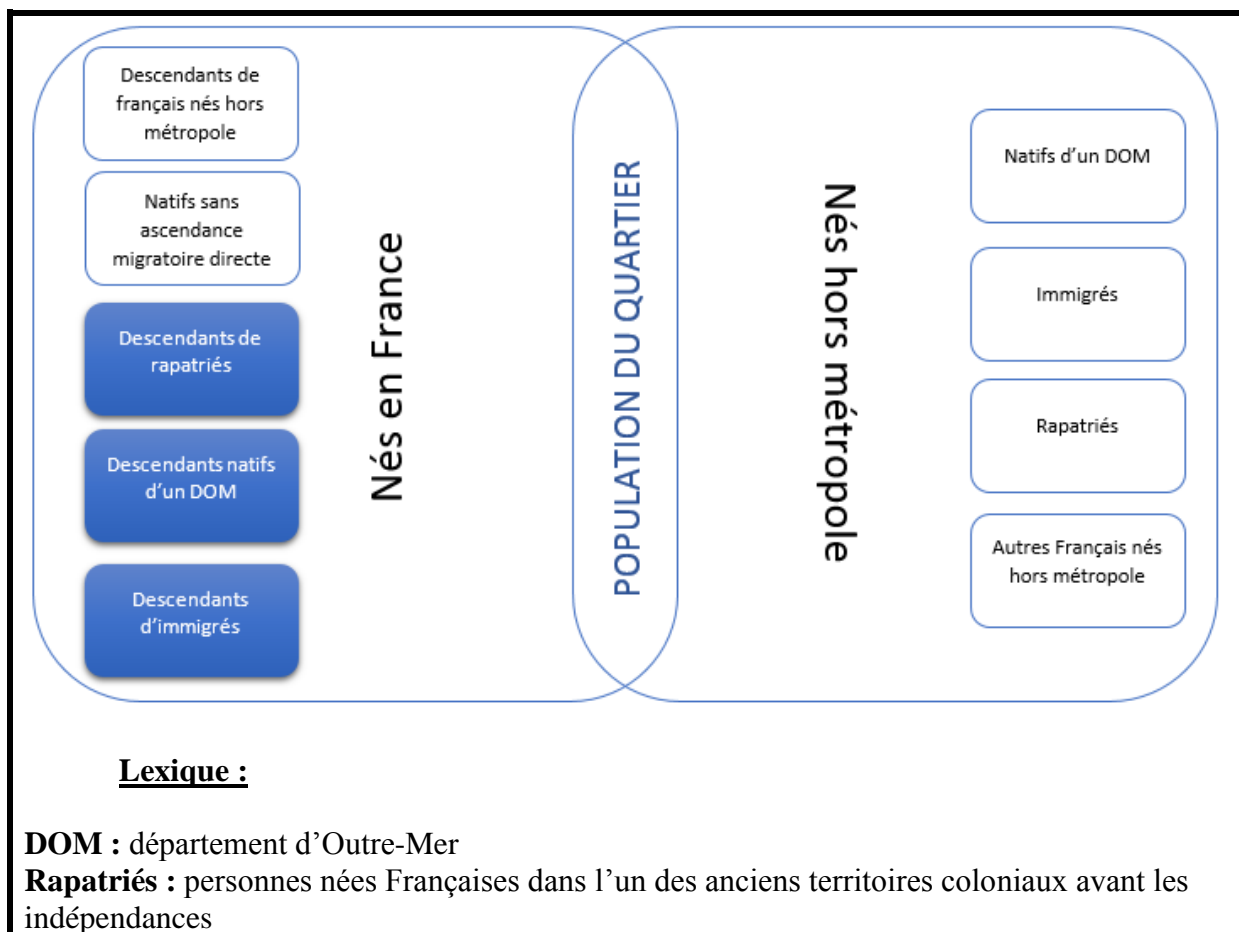 Descendants de
français nés hors
métropole
Natifs sans
ascendance
migratoire directe
Descendants de
rapatriés
Descendants natifs
d'un DOM
Descendants
d'immigrés
Nés en France
POPULATION DU QUARTIER
Nés hors métropole
Natifs d'un DOM
Immigrés
Rapatriés
Autres Français nés
hors métropole
Lexique :
DOM : département d'Outre-Mer
Rapatriés : personnes nées Françaises dans l'un des anciens territoires coloniaux avant les
indépendances